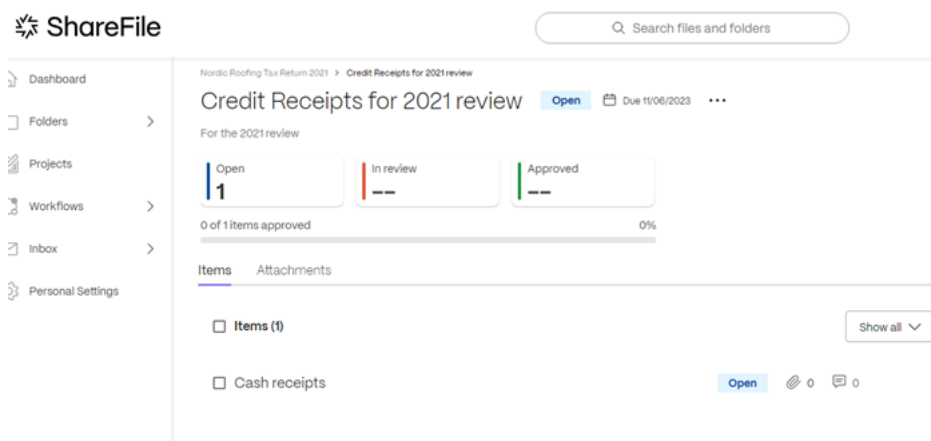 ShareFile
Search files and folders
Dashboard
Folders
Projects
Workflows
Inbox
Personal Settings
Nordic Roofing Tax Return 2021 > Credit Receipts for 2021 review
Credit Receipts for 2021 review Open Due 11/06/2023 •••
For the 2021 review
Open
1
In review
--
Approved
--
0 of 1 items approved 0%
Items Attachments
Items (1) Show all
Cash receipts Open 0 0